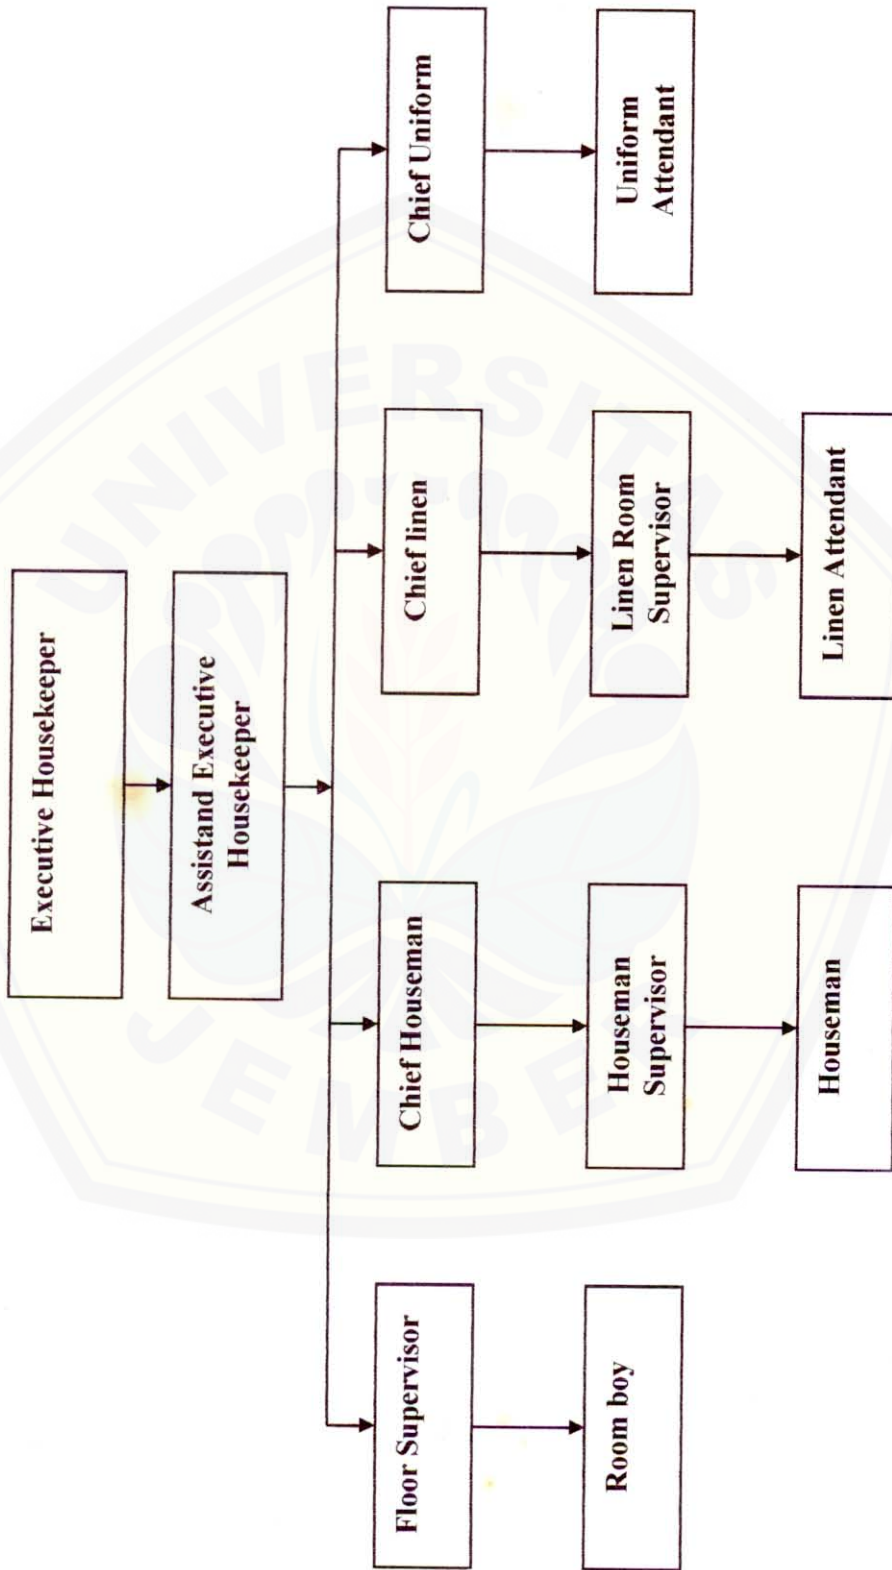 Executive Housekeeper
Assistand Executive
Housekeeper
Floor Supervisor
Chief Houseman
Chief linen
Chief Uniform
Room boy
Houseman
Supervisor
Linen Room
Supervisor
Uniform
Attendant
Houseman
Linen Attendant
UNIVERSITAS
JEMBER